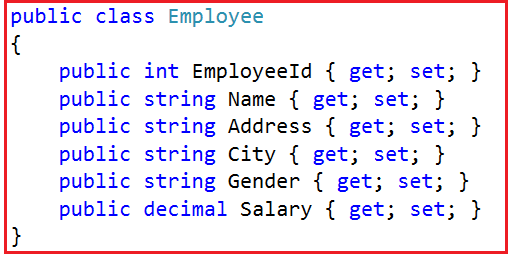 public class Employee
{
    public int EmployeeId { get; set; }
    public string Name { get; set; }
    public string Address { get; set; }
    public string City { get; set; }
    public string Gender { get; set; }
    public decimal Salary { get; set; }
}